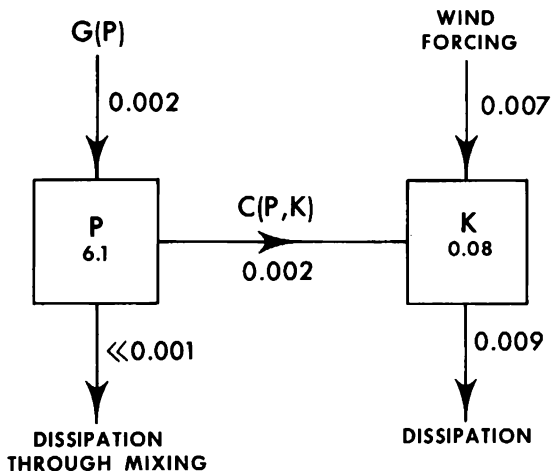 G(P)
WIND
FORCING
0.002
0.007
P
6.1
C(P,K)
0.002
K
0.08
≪0.001
0.009
DISSIPATION
THROUGH MIXING
DISSIPATION